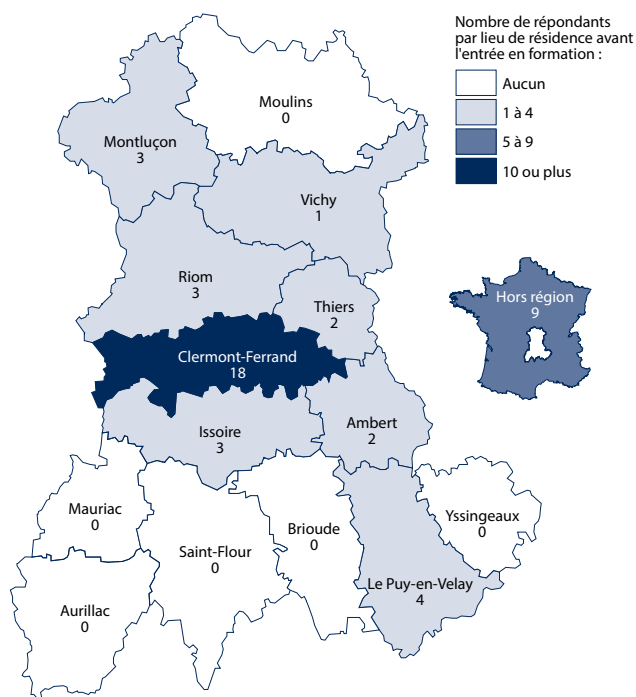 Nombre de répondants
par lieu de résidence avant
l'entrée en formation :
Aucun
1 à 4
5 à 9
10 ou plus
Moulins
0
Montluçon
3
Vichy
1
Riom
3
Thiers
2
Hors région
9
Clermont-Ferrand
18
Ambert
2
Issoire
3
Mauriac
0
Saint-Flour
0
Brioude
0
Yssingeaux
0
Le Puy-en-Velay
4
Aurillac
0